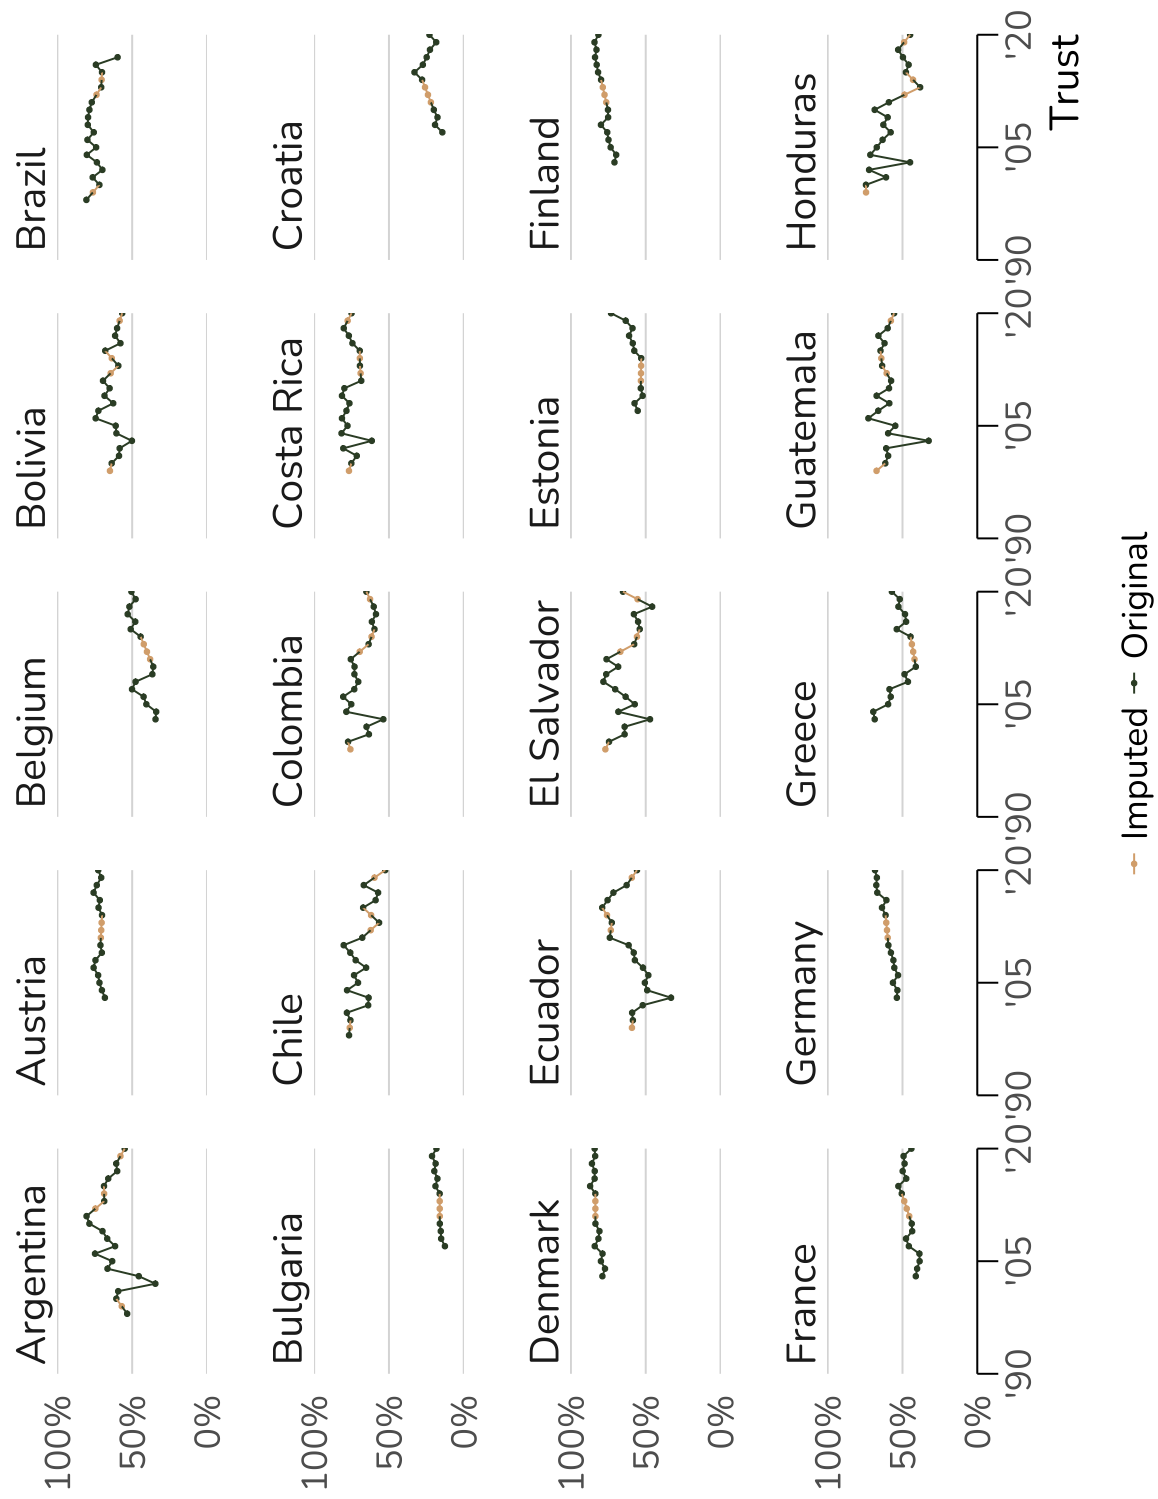 Argentina Austria Belgium Bolivia Brazil
100%
50%
0%
Bulgaria Chile Colombia Costa Rica Croatia
100%
50%
0%
Denmark Ecuador El Salvador Estonia Finland
100%
50%
0%
France Germany Greece Guatemala Honduras
100%
50%
0%
'90 '05 '20 '90 '05 '20 '90 '05 '20 '90 '05 '20 '90 '05 '20
Trust
Imputed Original